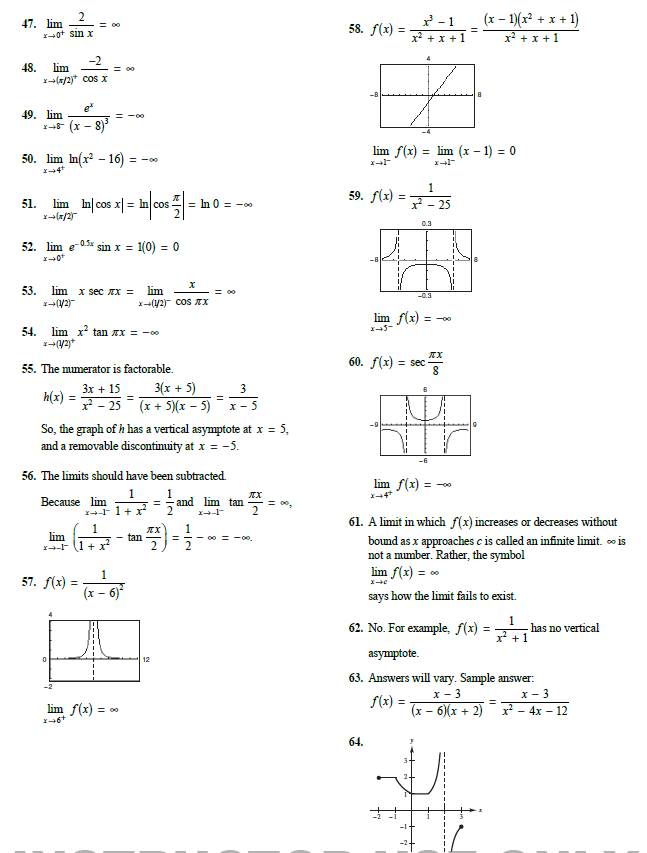 47. lim_{x→0⁺} 2/(sin x) = ∞
48. lim_{x→(π/2)⁺} −2/(cos x) = ∞
49. lim_{x→8⁻} eˣ/(x − 8)³ = −∞
50. lim_{x→4⁺} ln(x² − 16) = −∞
51. lim_{x→(π/2)⁻} ln|cos x| = ln|cos π/2| = ln 0 = −∞
52. lim_{x→0⁺} e^{−0.5x} sin x = 1(0) = 0
53. lim_{x→(1/2)⁻} x sec πx = lim_{x→(1/2)⁻} x/(cos πx) = ∞
54. lim_{x→(1/2)⁺} x² tan πx = −∞
55. The numerator is factorable.
h(x) = (3x + 15)/(x² − 25) = 3(x + 5)/((x + 5)(x − 5)) = 3/(x − 5)
So, the graph of h has a vertical asymptote at x = 5,
and a removable discontinuity at x = −5.
56. The limits should have been subtracted.
Because lim_{x→−1⁻} 1/(1 + x²) = 1/2 and lim_{x→−1⁻} tan πx/2 = ∞,
lim_{x→−1⁻} (1/(1 + x²) − tan πx/2) = 1/2 − ∞ = −∞.
57. f(x) = 1/(x − 6)²
4
0
12
−2
lim_{x→6⁺} f(x) = ∞
58. f(x) = (x³ − 1)/(x² + x + 1) = (x − 1)(x² + x + 1)/(x² + x + 1)
4
−8
8
−4
lim_{x→1⁻} f(x) = lim_{x→1⁻} (x − 1) = 0
59. f(x) = 1/(x² − 25)
0.3
−8
8
−0.3
lim_{x→5⁻} f(x) = −∞
60. f(x) = sec πx/8
6
−9
9
−6
lim_{x→4⁺} f(x) = −∞
61. A limit in which f(x) increases or decreases without
bound as x approaches c is called an infinite limit. ∞ is
not a number. Rather, the symbol
lim_{x→c} f(x) = ∞
says how the limit fails to exist.
62. No. For example, f(x) = 1/(x² + 1) has no vertical
asymptote.
63. Answers will vary. Sample answer:
f(x) = (x − 3)/((x − 6)(x + 2)) = (x − 3)/(x² − 4x − 12)
64.
y
3
2
1
−2 −1 1 3 x
−1
−2